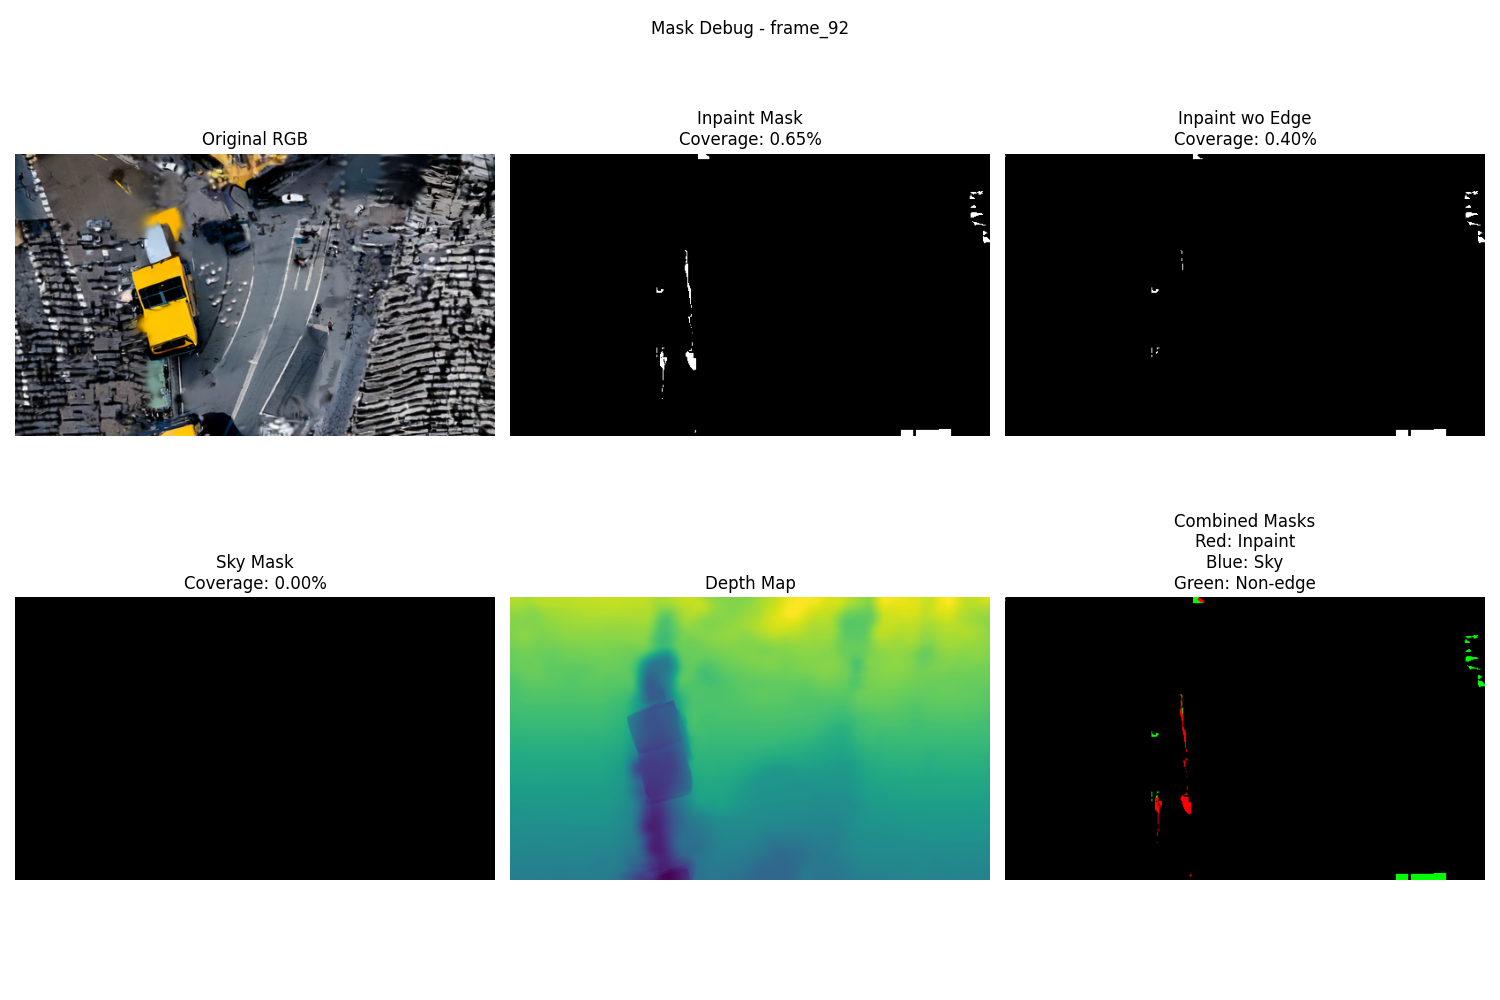 Mask Debug - frame_92
Original RGB
Inpaint Mask
Coverage: 0.65%
Inpaint wo Edge
Coverage: 0.40%
Sky Mask
Coverage: 0.00%
Depth Map
Combined Masks
Red: Inpaint
Blue: Sky
Green: Non-edge